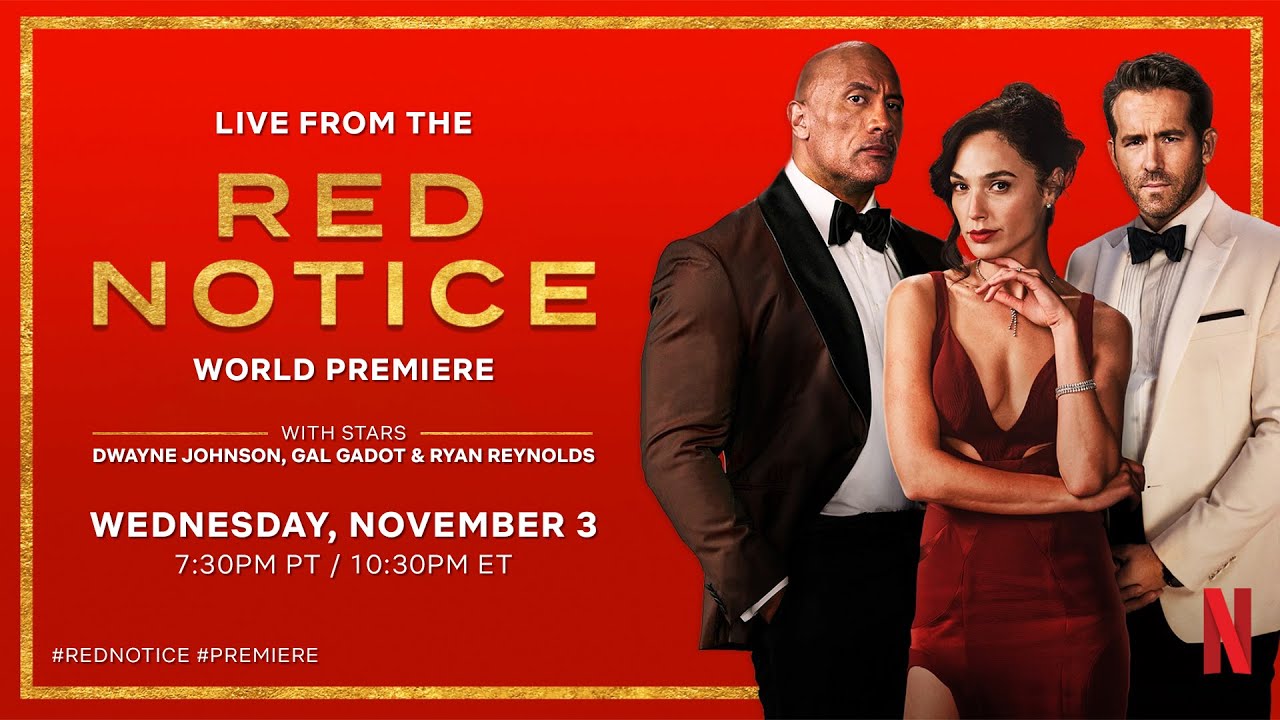 LIVE FROM THE
RED
NOTICE
WORLD PREMIERE
WITH STARS
DWAYNE JOHNSON, GAL GADOT & RYAN REYNOLDS
WEDNESDAY, NOVEMBER 3
7:30PM PT / 10:30PM ET
#REDNOTICE #PREMIERE
N